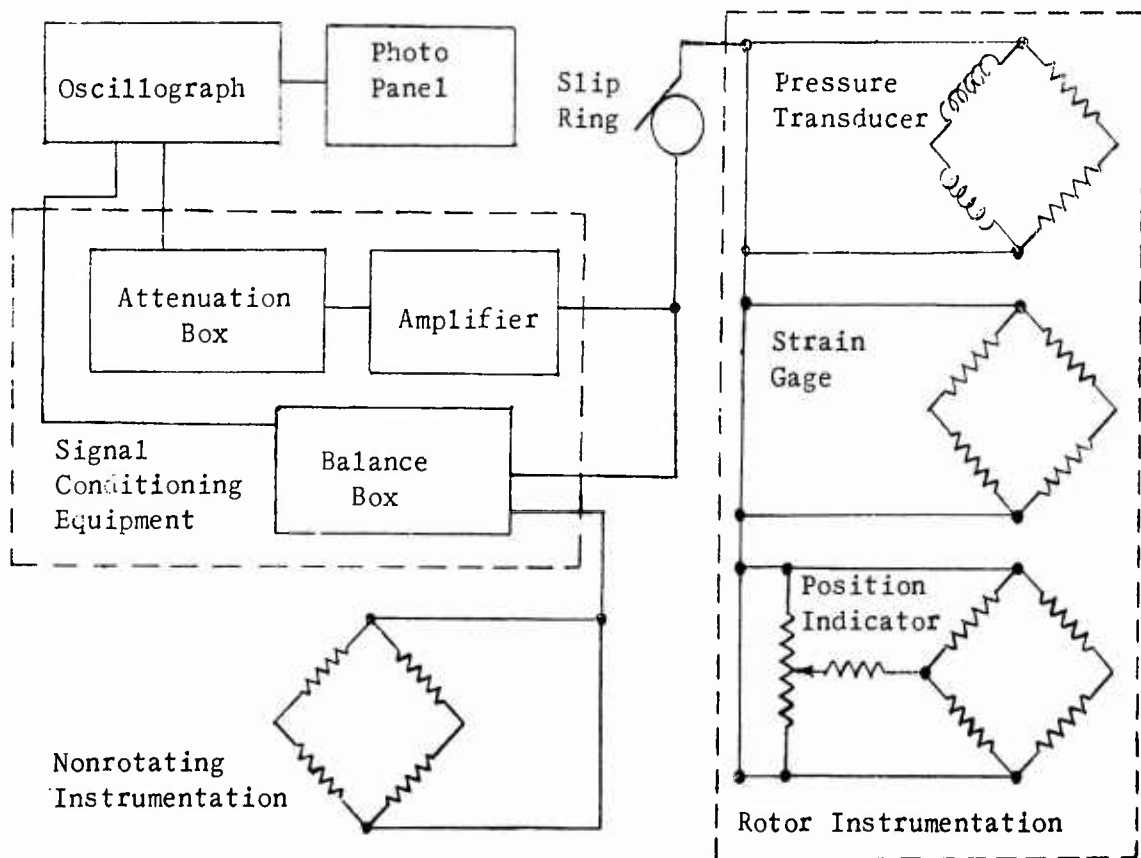 Oscillograph
Photo
Panel
Slip
Ring
Pressure
Transducer
Attenuation
Box
Amplifier
Strain
Gage
Signal
Conditioning
Equipment
Balance
Box
Position
Indicator
Nonrotating
Instrumentation
Rotor Instrumentation